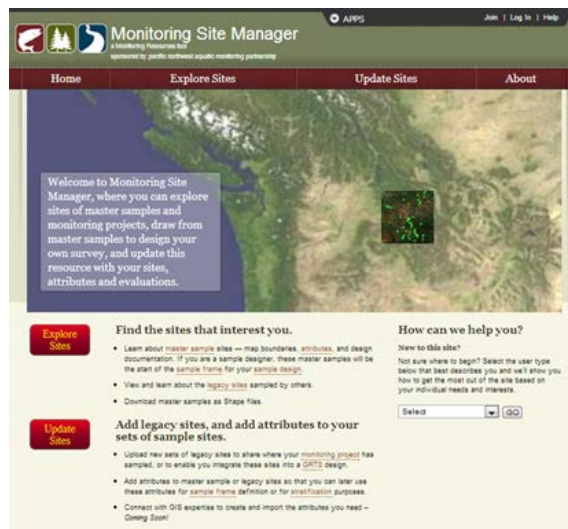 APPS
Join | Log In | Help
Monitoring Site Manager
a Monitoring Resources tool
sponsored by pacific northwest aquatic monitoring partnership
Home
Explore Sites
Update Sites
About
Welcome to Monitoring Site
Manager, where you can explore
sites of master samples and
monitoring projects, draw from
master samples to design your
own survey, and update this
resource with your sites,
attributes and evaluations.
Explore
Sites
Find the sites that interest you.
Learn about master sample sites — map boundaries, attributes, and design
documentation. If you are a sample designer, these master samples will be
the start of the sample frame for your sample design.
View and learn about the legacy sites sampled by others.
Download master samples as Shape files.
Update
Sites
Add legacy sites, and add attributes to your
sets of sample sites.
Upload new sets of legacy sites to share where your monitoring project has
sampled, or to enable you integrate these sites into a GRTS design.
Add attributes to master sample or legacy sites so that you can later use
these attributes for sample frame definition or for stratification purposes.
Connect with GIS expertise to create and import the attributes you need –
Coming Soon!
How can we help you?
New to this site?
Not sure where to begin? Select the user type
below that best describes you and we'll show you
how to get the most out of the site based on
your individual needs and interests.
Select
GO